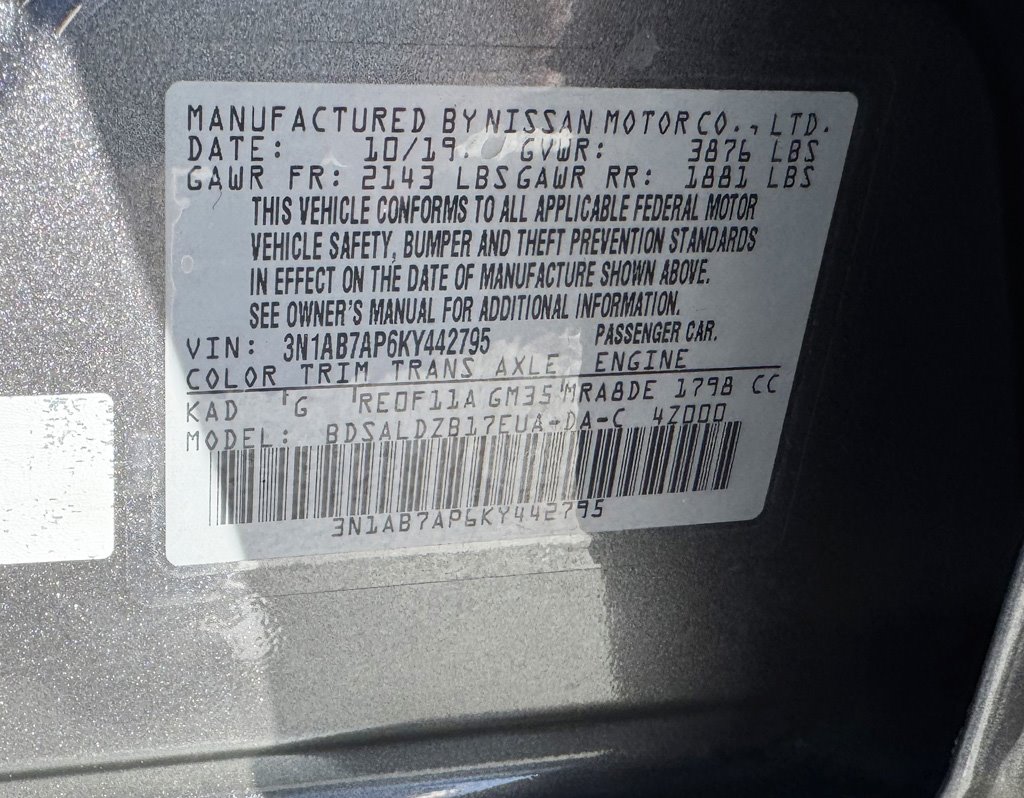 MANUFACTURED BY NISSAN MOTOR CO., LTD.
DATE: 10/19 GVWR: 3876 LBS
GAWR FR: 2143 LBS GAWR RR: 1881 LBS
THIS VEHICLE CONFORMS TO ALL APPLICABLE FEDERAL MOTOR
VEHICLE SAFETY, BUMPER AND THEFT PREVENTION STANDARDS
IN EFFECT ON THE DATE OF MANUFACTURE SHOWN ABOVE.
SEE OWNER'S MANUAL FOR ADDITIONAL INFORMATION.
VIN: 3N1AB7AP6KY442795 PASSENGER CAR.
COLOR TRIM TRANS AXLE ENGINE
KAD G RE0F11A GM35 MRA8DE 1798 CC
MODEL: BDSALDZB17EUA-DA-C 4Z000
3N1AB7AP6KY442795